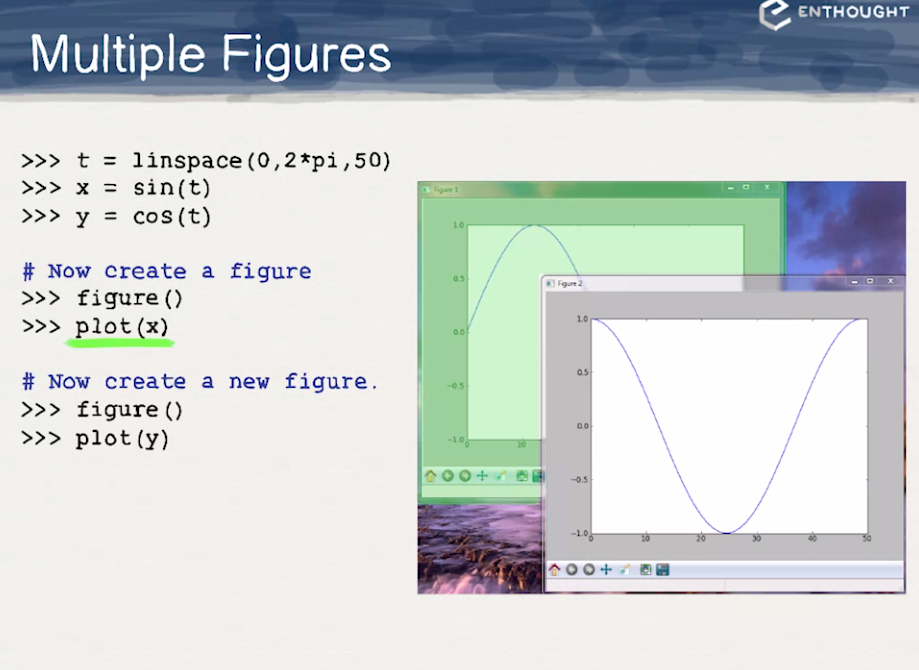 ENTHOUGHT
Multiple Figures
>>> t = linspace(0,2*pi,50)
>>> x = sin(t)
>>> y = cos(t)
# Now create a figure
>>> figure()
>>> plot(x)
# Now create a new figure.
>>> figure()
>>> plot(y)
Figure 1
1.0
0.5
0.0
−0.5
−1.0
0
10
Figure 2
1.0
0.5
0.0
−0.5
−1.0
0
10
20
30
40
50